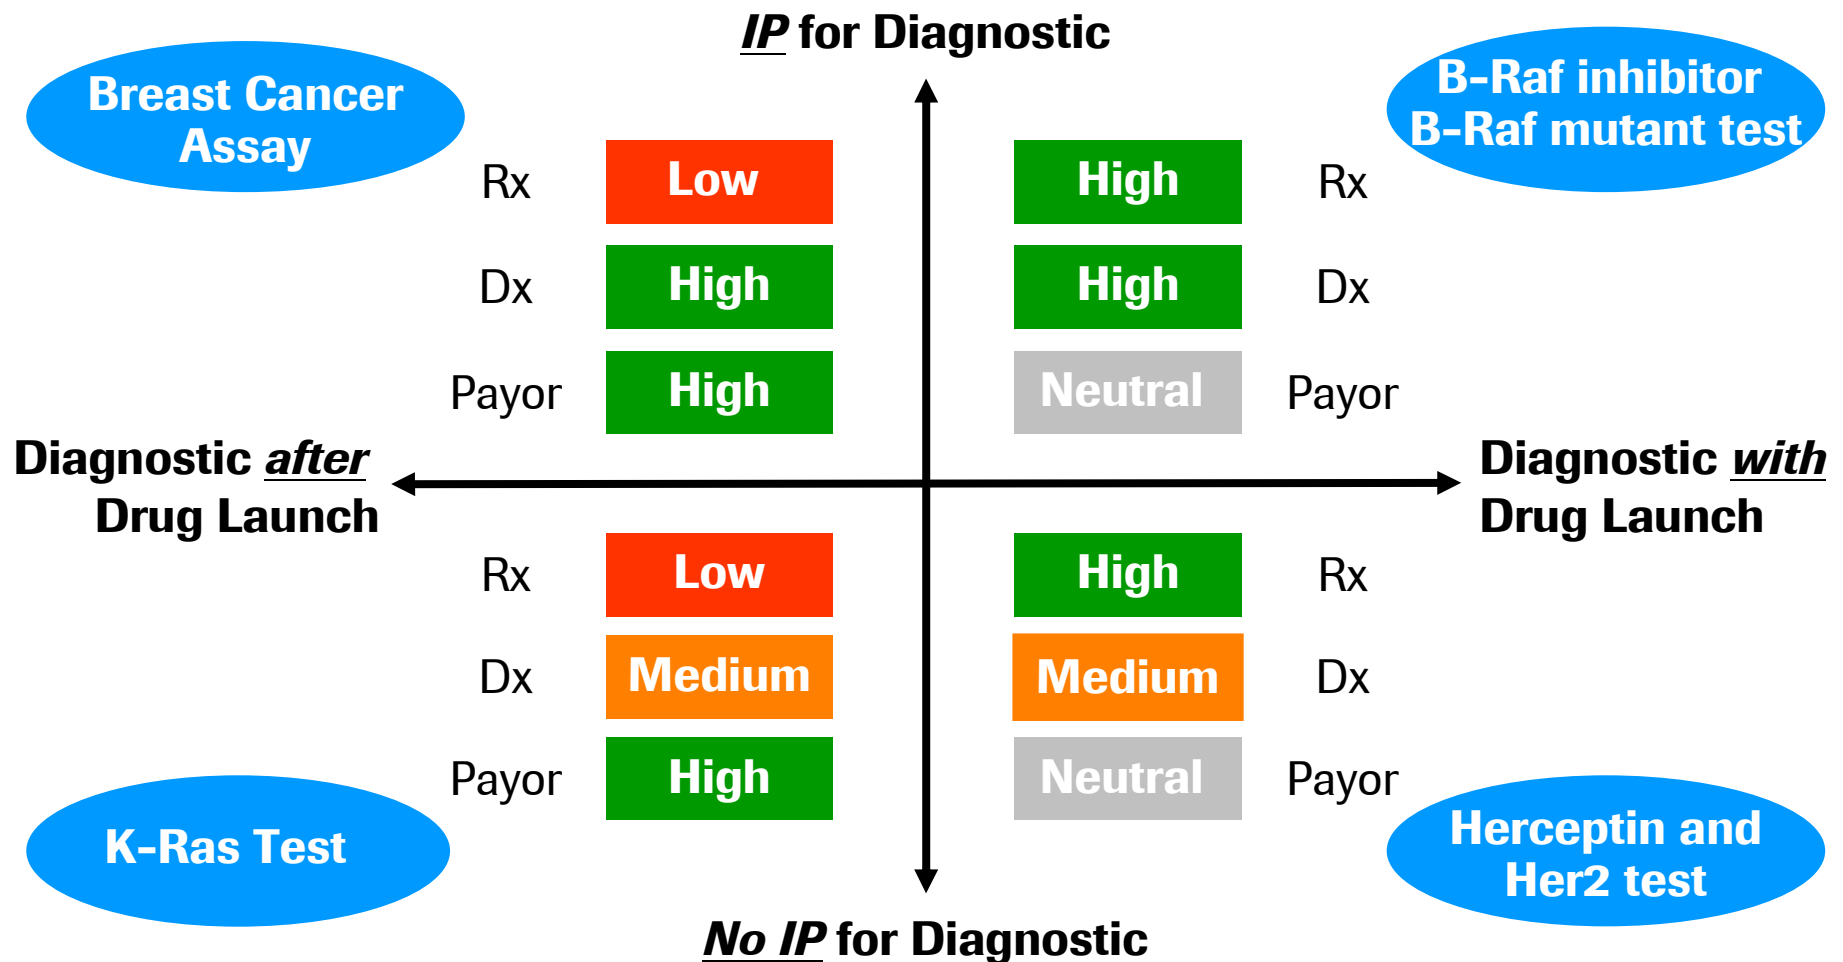 IP for Diagnostic
Breast Cancer
Assay
B-Raf inhibitor
B-Raf mutant test
Rx Low High Rx
Dx High High Dx
Payor High Neutral Payor
Diagnostic after
Drug Launch
Diagnostic with
Drug Launch
Rx Low High Rx
Dx Medium Medium Dx
Payor High Neutral Payor
K-Ras Test
Herceptin and
Her2 test
No IP for Diagnostic